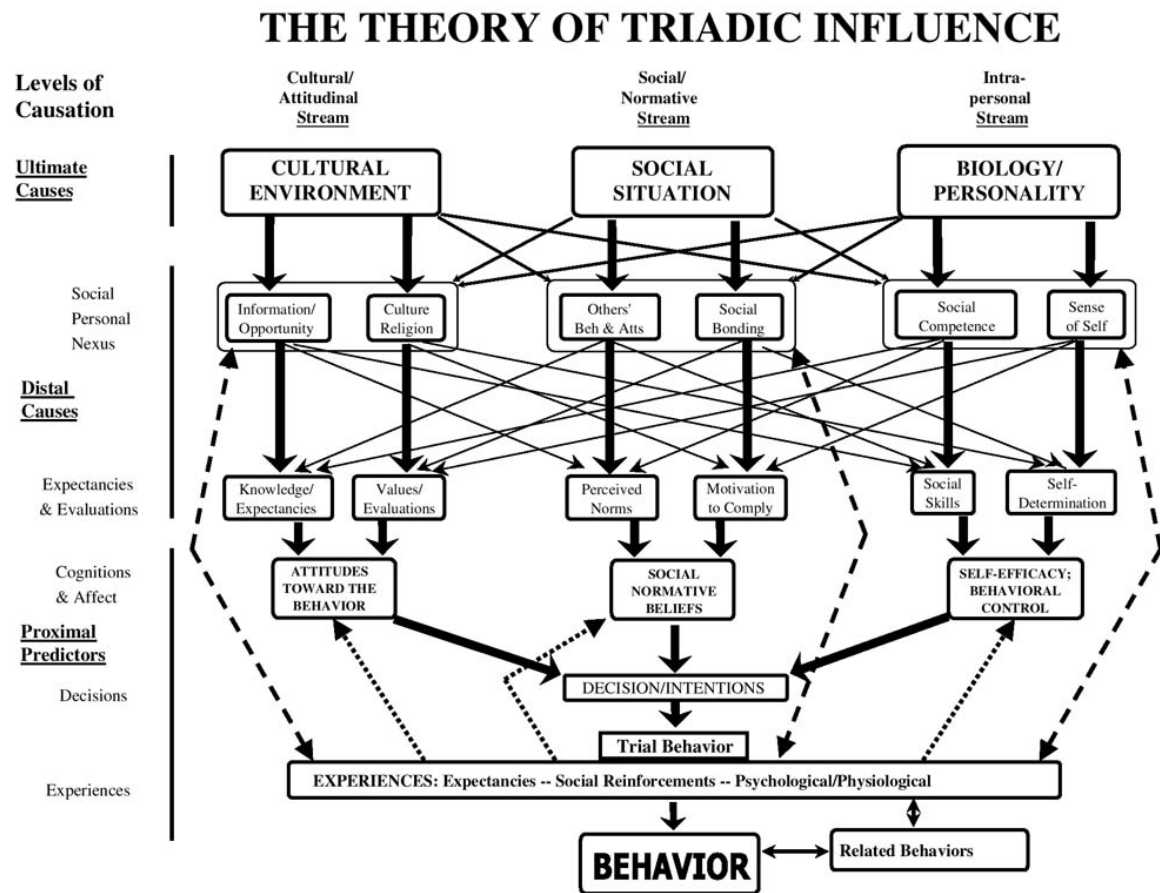 THE THEORY OF TRIADIC INFLUENCE
Levels of
Causation
Cultural/
Attitudinal
Stream
Social/
Normative
Stream
Intra-
personal
Stream
Ultimate
Causes
CULTURAL
ENVIRONMENT
SOCIAL
SITUATION
BIOLOGY/
PERSONALITY
Social
Personal
Nexus
Information/
Opportunity
Culture
Religion
Others'
Beh & Atts
Social
Bonding
Social
Competence
Sense
of Self
Distal
Causes
Expectancies
& Evaluations
Knowledge/
Expectancies
Values/
Evaluations
Perceived
Norms
Motivation
to Comply
Social
Skills
Self-
Determination
Cognitions
& Affect
ATTITUDES
TOWARD THE
BEHAVIOR
SOCIAL
NORMATIVE
BELIEFS
SELF-EFFICACY;
BEHAVIORAL
CONTROL
Proximal
Predictors
Decisions
DECISION/INTENTIONS
Trial Behavior
Experiences
EXPERIENCES: Expectancies -- Social Reinforcements -- Psychological/Physiological
BEHAVIOR
Related Behaviors